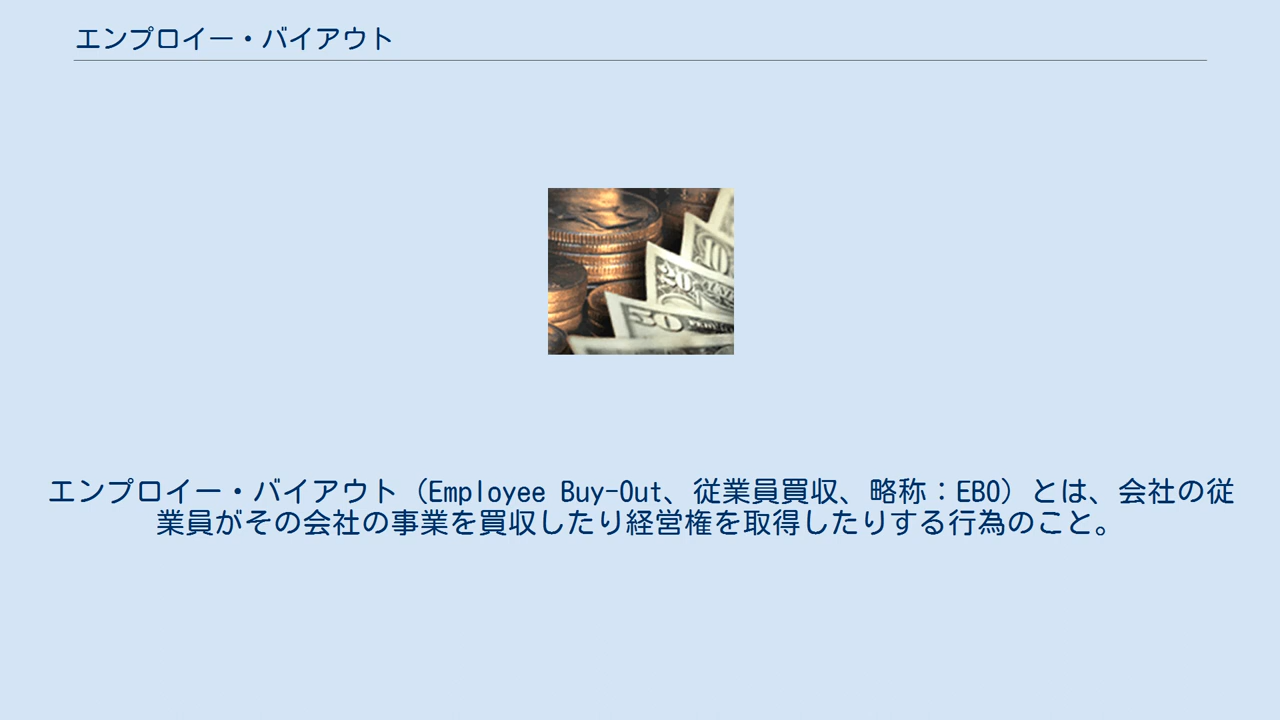 エンプロイー・バイアウト
10
20
50
エンプロイー・バイアウト（Employee Buy-Out、従業員買収、略称：EBO）とは、会社の従
業員がその会社の事業を買収したり経営権を取得したりする行為のこと。